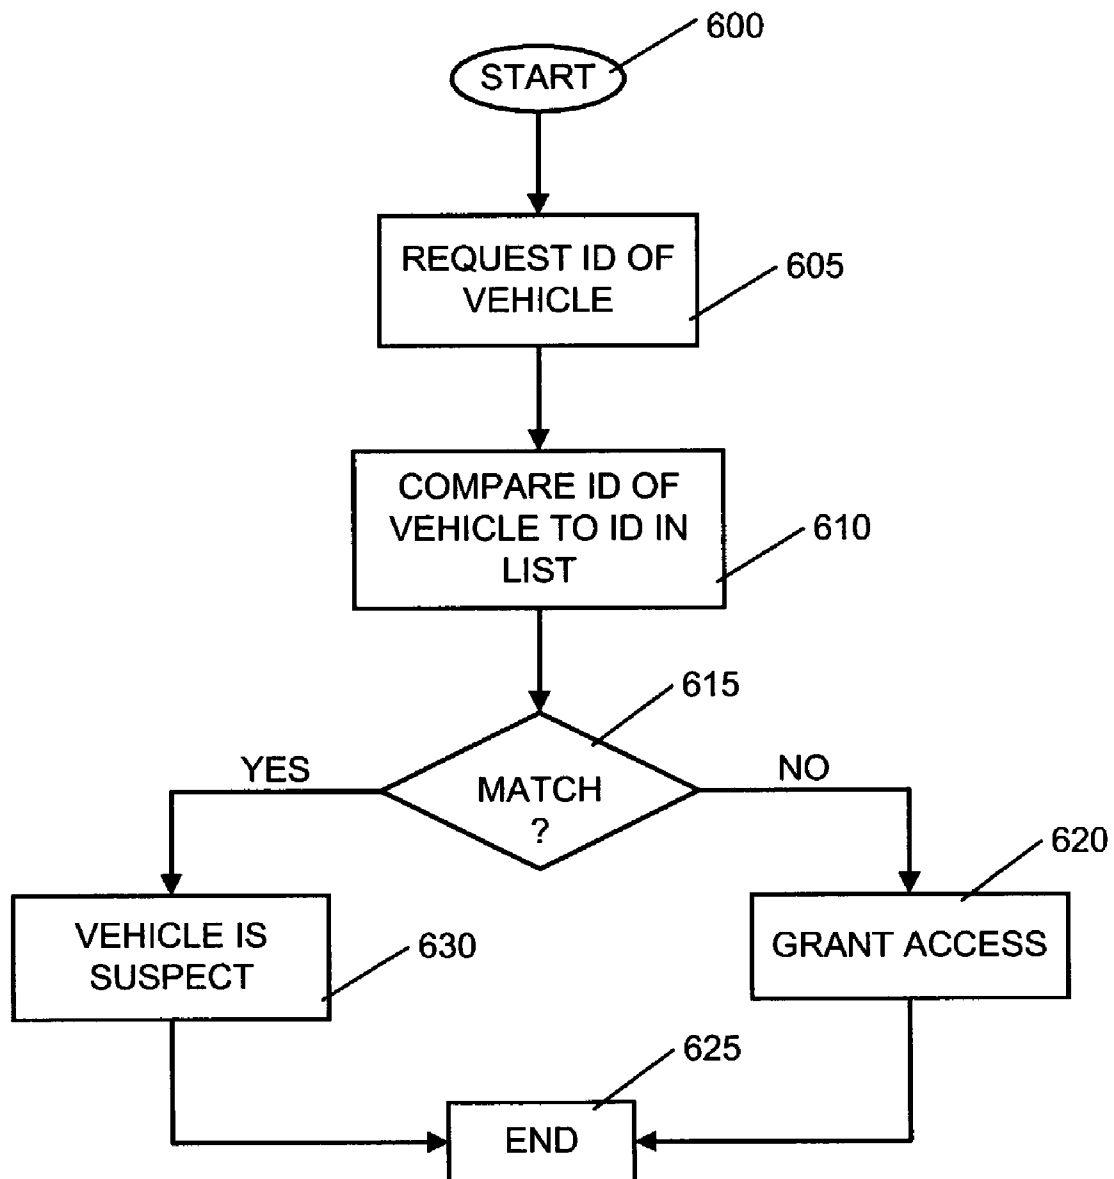 600
START
REQUEST ID OF
VEHICLE
605
COMPARE ID OF
VEHICLE TO ID IN
LIST
610
615
YES
MATCH
?
NO
620
VEHICLE IS
SUSPECT
630
GRANT ACCESS
625
END